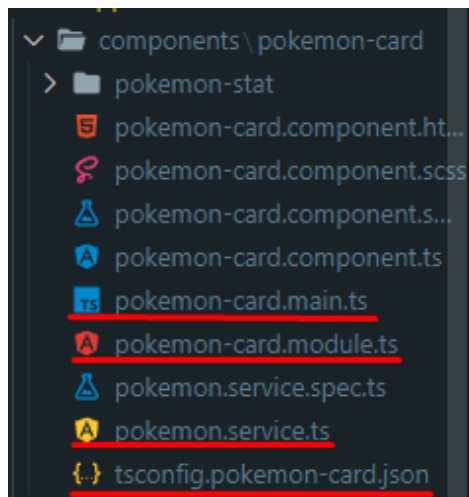 components\pokemon-card
pokemon-stat
pokemon-card.component.ht...
pokemon-card.component.scss
pokemon-card.component.s...
pokemon-card.component.ts
TS pokemon-card.main.ts
pokemon-card.module.ts
pokemon.service.spec.ts
pokemon.service.ts
{..} tsconfig.pokemon-card.json